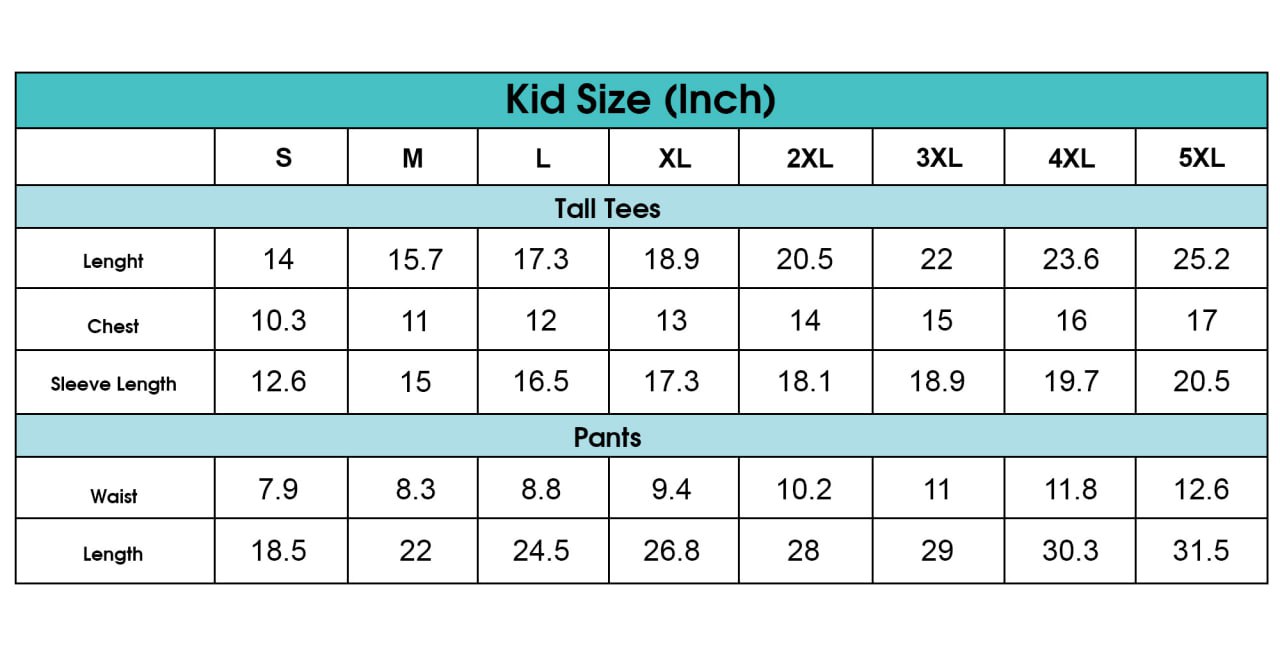 Kid Size (Inch)
S M L XL 2XL 3XL 4XL 5XL
Tall Tees
Lenght 14 15.7 17.3 18.9 20.5 22 23.6 25.2
Chest 10.3 11 12 13 14 15 16 17
Sleeve Length 12.6 15 16.5 17.3 18.1 18.9 19.7 20.5
Pants
Waist 7.9 8.3 8.8 9.4 10.2 11 11.8 12.6
Length 18.5 22 24.5 26.8 28 29 30.3 31.5